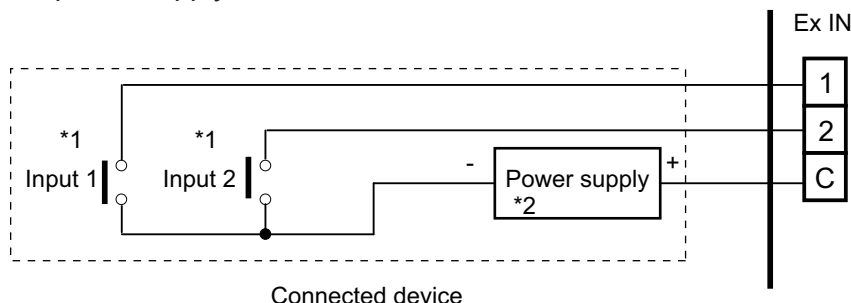 Ex IN
1
*1 *1 2
Input 1 Input 2 - Power supply + C
*2
Connected device